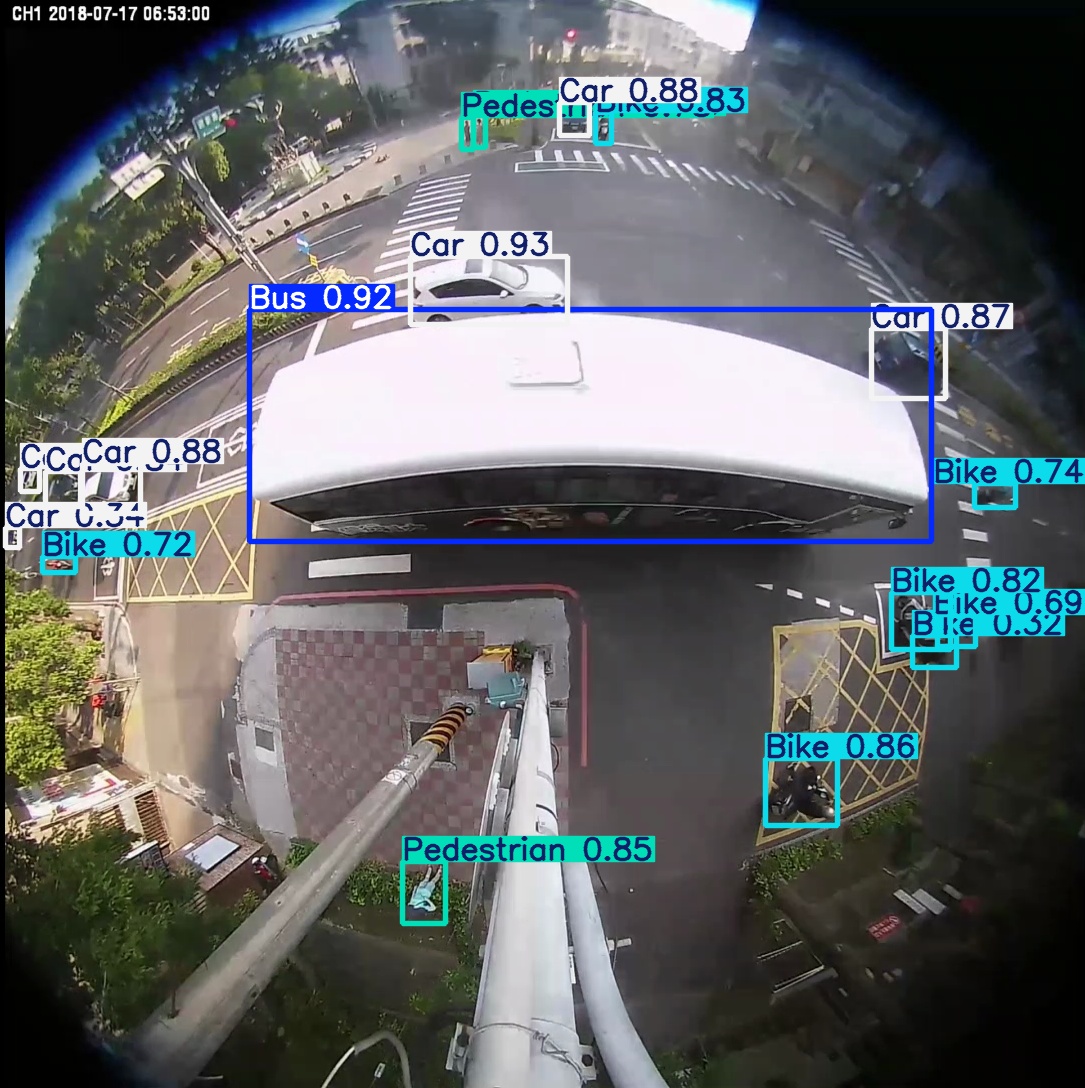 CH1 2018-07-17 06:53:00
Car 0.88
Pedes
Bike 0.83
Car 0.93
Bus 0.92
Car 0.87
Car 0.88
Car 0.34
Bike 0.74
Bike 0.72
Bike 0.82
Bike 0.69
Bike 0.32
Bike 0.86
Pedestrian 0.85